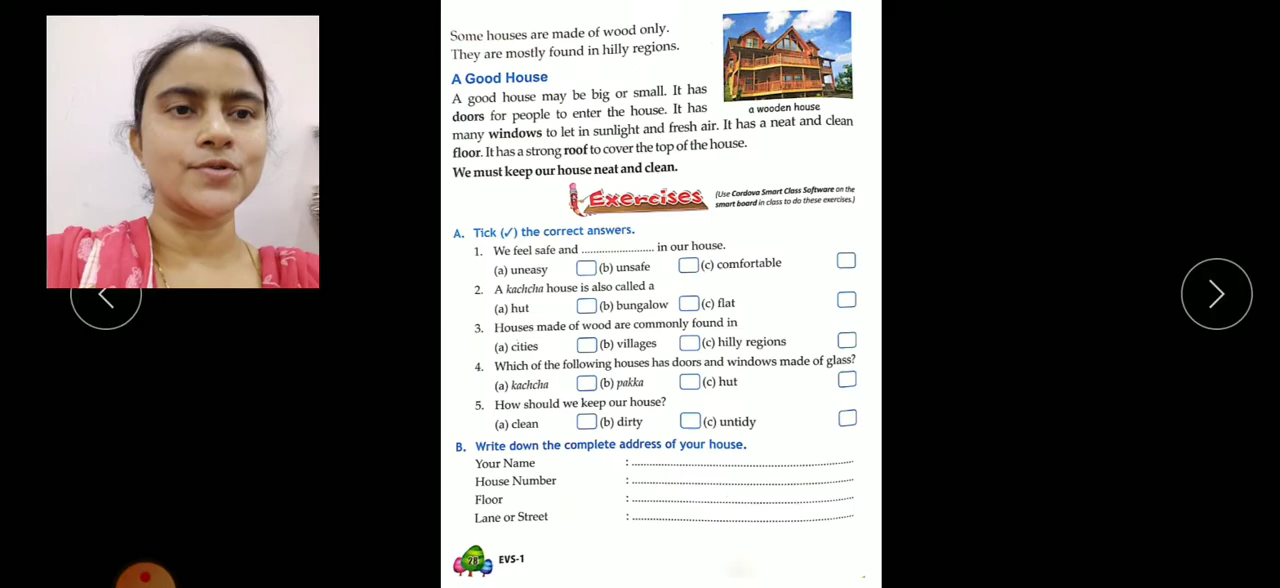 Some houses are made of wood only.
They are mostly found in hilly regions.
A Good House
A good house may be big or small. It has
doors for people to enter the house. It has
many windows to let in sunlight and fresh air. It has a neat and clean
floor. It has a strong roof to cover the top of the house.
We must keep our house neat and clean.
a wooden house
Exercises
(Use Cordova Smart Class Software on the
smart board in class to do these exercises.)
A. Tick (✓) the correct answers.
1. We feel safe and ........................ in our house.
(a) uneasy (b) unsafe (c) comfortable
2. A kachcha house is also called a
(a) hut (b) bungalow (c) flat
3. Houses made of wood are commonly found in
(a) cities (b) villages (c) hilly regions
4. Which of the following houses has doors and windows made of glass?
(a) kachcha (b) pakka (c) hut
5. How should we keep our house?
(a) clean (b) dirty (c) untidy
B. Write down the complete address of your house.
Your Name : ........................
House Number : ........................
Floor : ........................
Lane or Street : ........................
28 EVS-1